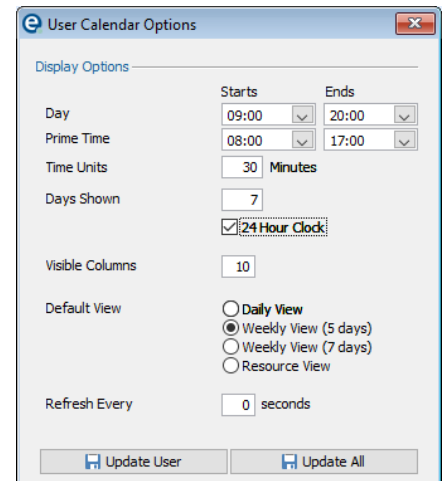 User Calendar Options
Display Options
Starts Ends
Day 09:00 20:00
Prime Time 08:00 17:00
Time Units 30 Minutes
Days Shown 7
24 Hour Clock
Visible Columns 10
Default View Daily View
Weekly View (5 days)
Weekly View (7 days)
Resource View
Refresh Every 0 seconds
Update User Update All